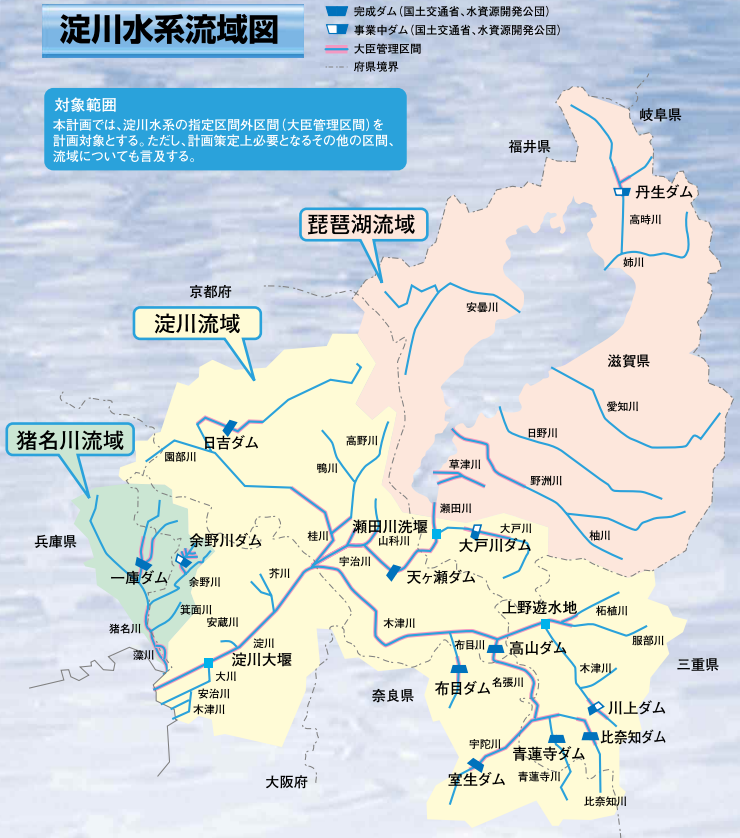 淀川水系流域図
完成ダム（国土交通省、水資源開発公団）
事業中ダム（国土交通省、水資源開発公団）
大臣管理区間
府県境界
対象範囲
本計画では、淀川水系の指定区間外区間（大臣管理区間）を
計画対象とする。ただし、計画策定上必要となるその他の区間、
流域についても言及する。
岐阜県
福井県
丹生ダム
高時川
琵琶湖流域
姉川
京都府
安曇川
淀川流域
滋賀県
愛知川
猪名川流域
日吉ダム
高野川
日野川
園部川
鴨川
草津川
野洲川
瀬田川
瀬田川洗堰
大戸川
杣川
桂川
山科川
大戸川ダム
兵庫県
余野川ダム
宇治川
一庫ダム
余野川
芥川
天ヶ瀬ダム
箕面川
安蔵川
上野遊水地
柘植川
猪名川
木津川
服部川
藻川
淀川
布目川
高山ダム
淀川大堰
三重県
大川
木津川
名張川
布目ダム
安治川
奈良県
木津川
川上ダム
比奈知ダム
宇陀川
青蓮寺ダム
室生ダム
青蓮寺川
大阪府
比奈知川